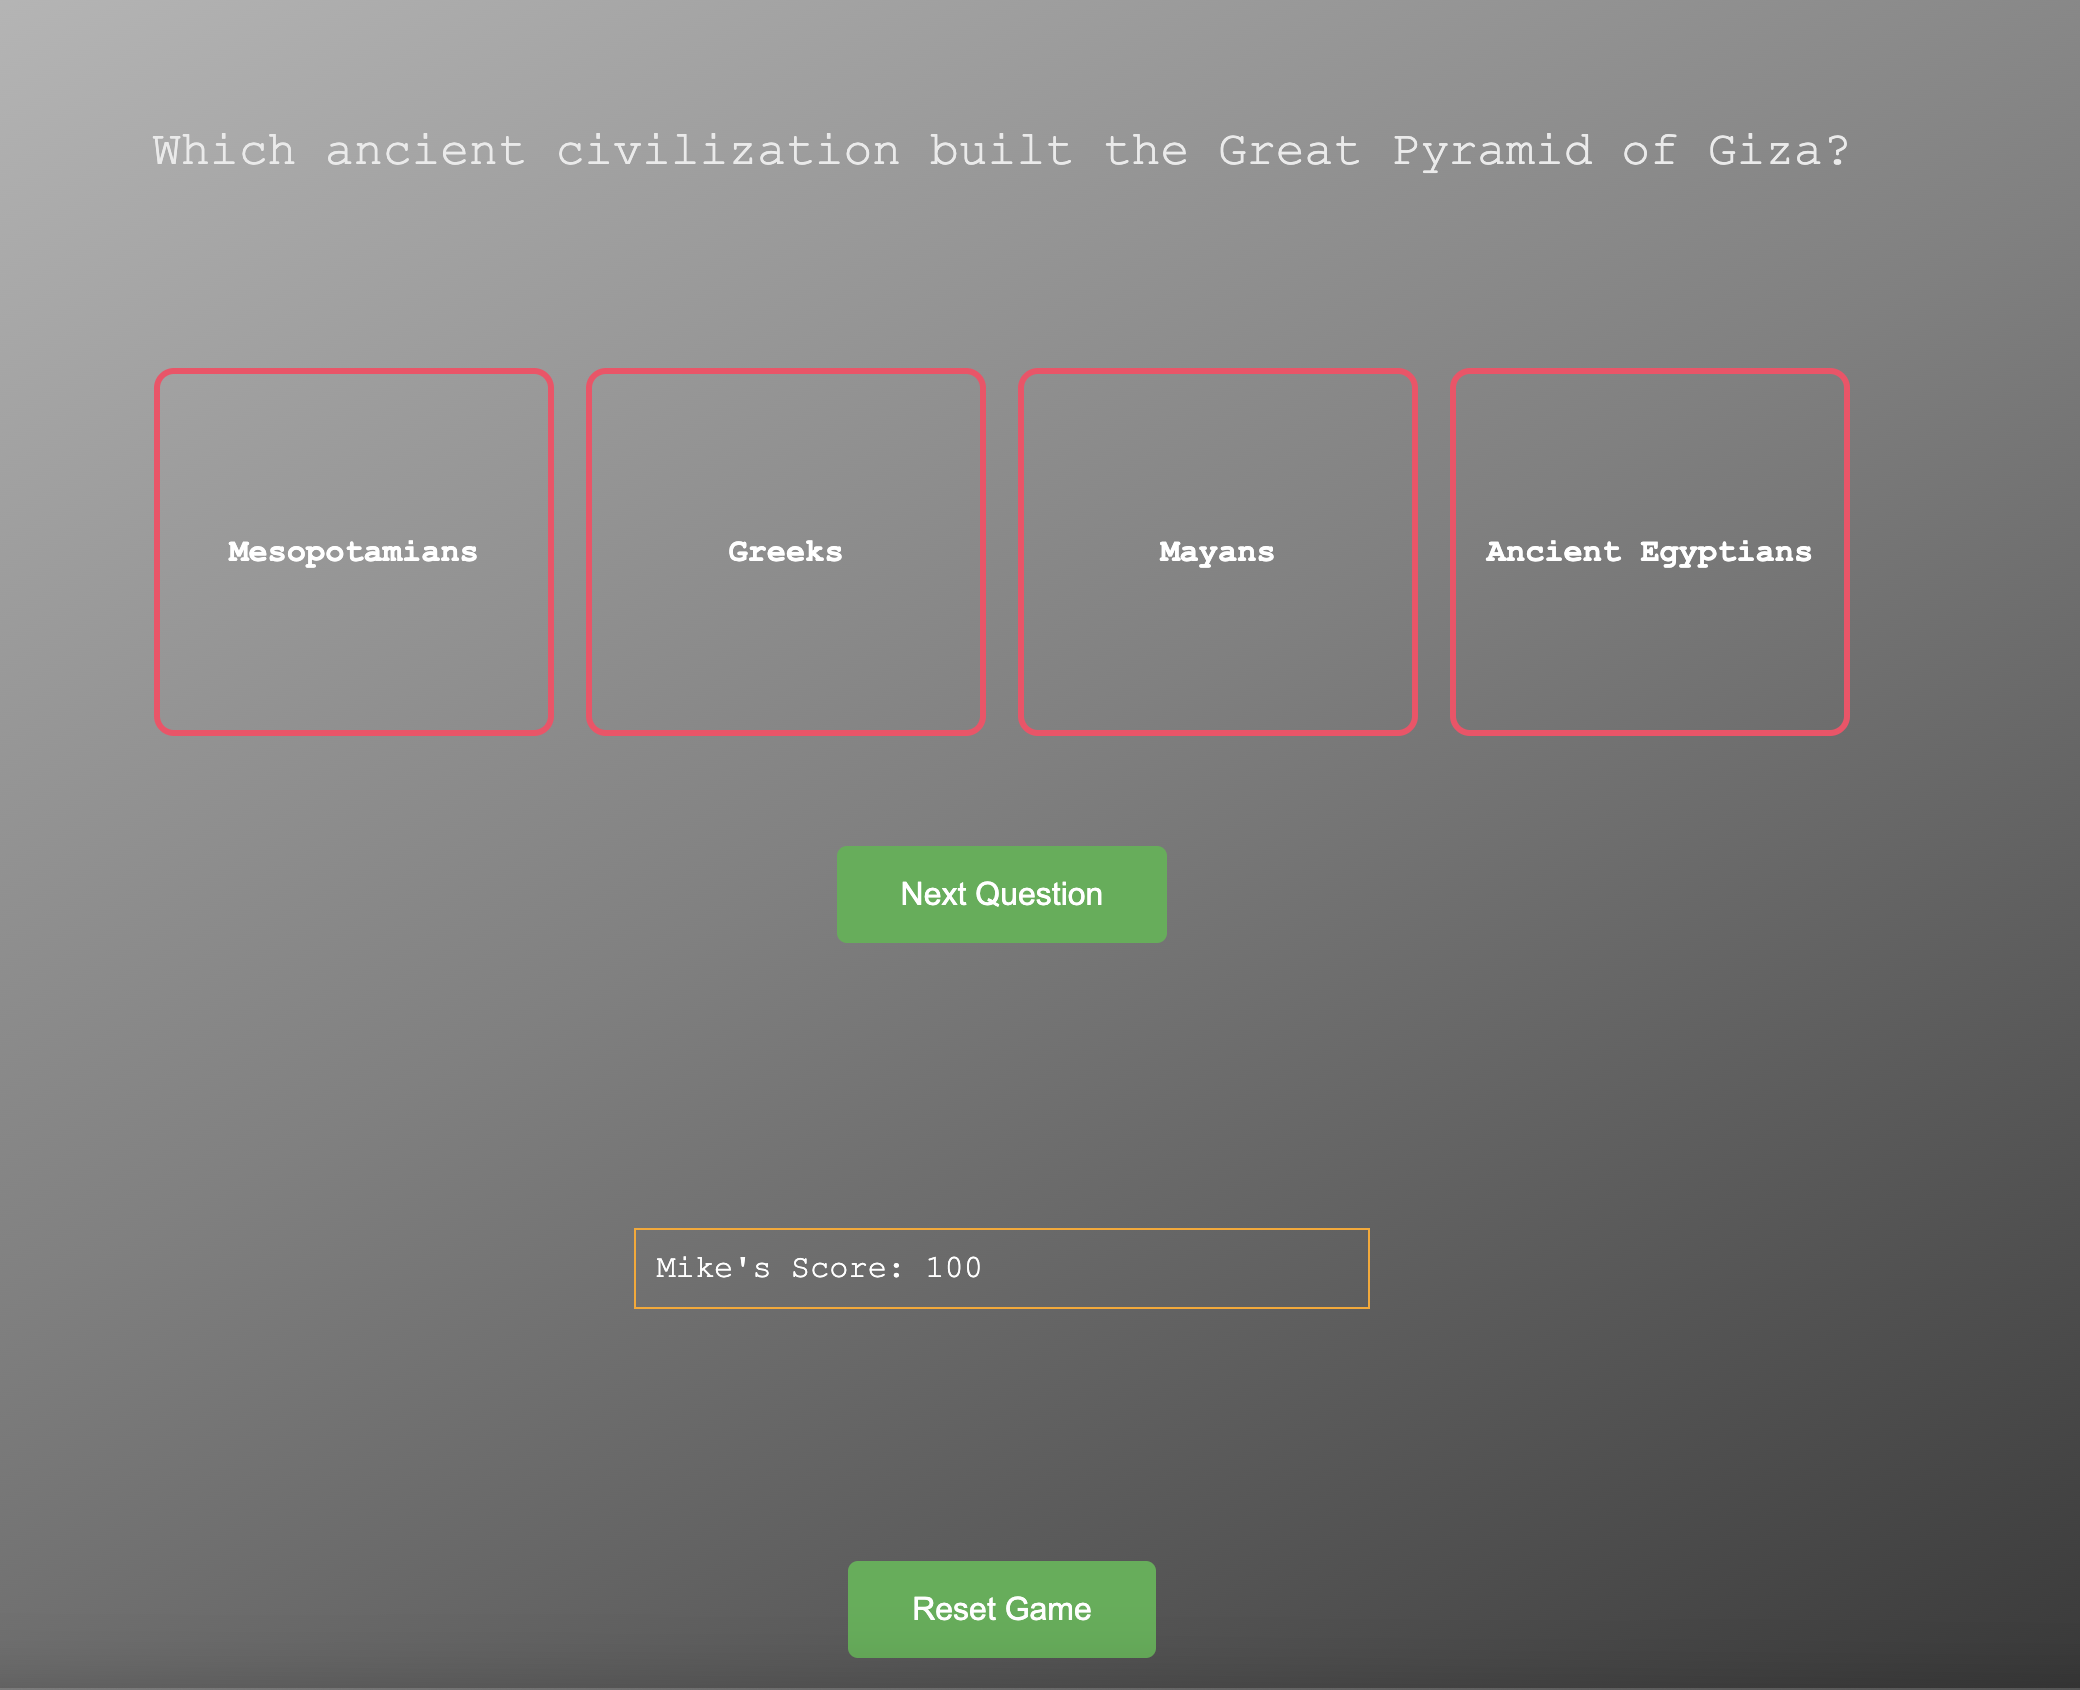 Which ancient civilization built the Great Pyramid of Giza?
Mesopotamians
Greeks
Mayans
Ancient Egyptians
Next Question
Mike's Score: 100
Reset Game